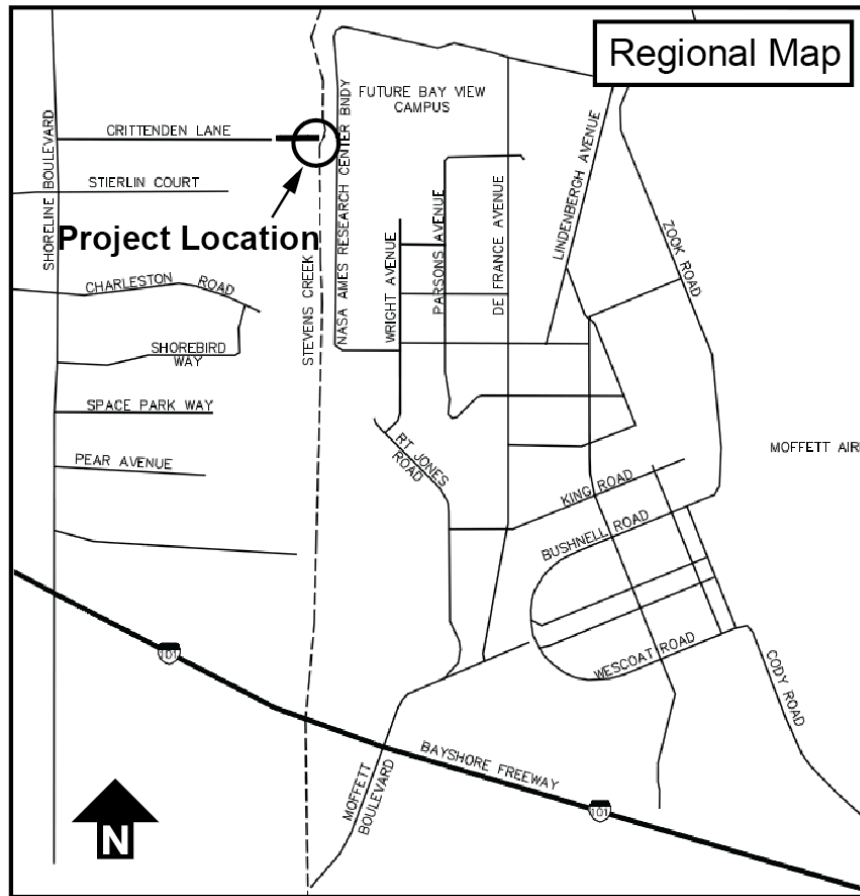 Regional Map
FUTURE BAY VIEW
CAMPUS
CRITTENDEN LANE
STIERLIN COURT
SHORELINE BOULEVARD
Project Location
STEVENS CREEK
NASA AMES RESEARCH CENTER BNDY
WRIGHT AVENUE
PARSONS AVENUE
DE FRANCE AVENUE
LINDENBERGH AVENUE
ZOOK ROAD
CHARLESTON ROAD
SHOREBIRD
WAY
SPACE PARK WAY
PEAR AVENUE
RT JONES
ROAD
MOFFETT AIR
KING ROAD
BUSHNELL ROAD
WESCOAT ROAD
CODY ROAD
101
BAYSHORE FREEWAY
101
MOFFETT
BOULEVARD
N